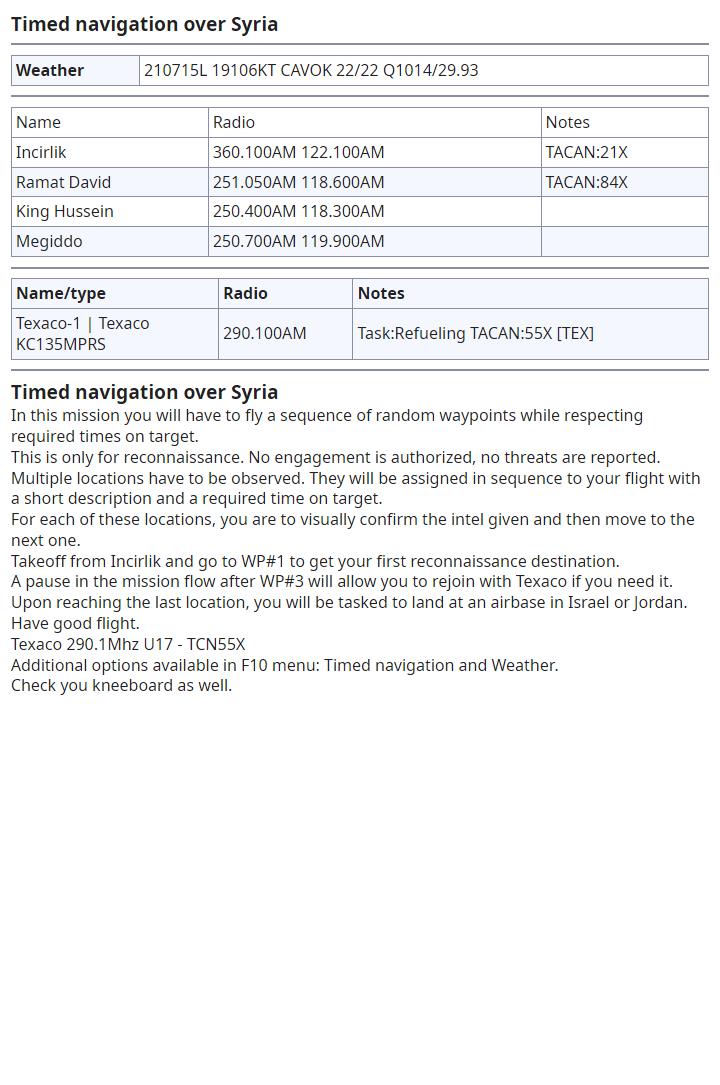 Timed navigation over Syria
Weather 210715L 19106KT CAVOK 22/22 Q1014/29.93
Name Radio Notes
Incirlik 360.100AM 122.100AM TACAN:21X
Ramat David 251.050AM 118.600AM TACAN:84X
King Hussein 250.400AM 118.300AM
Megiddo 250.700AM 119.900AM
Name/type Radio Notes
Texaco-1 | Texaco
KC135MPRS 290.100AM Task:Refueling TACAN:55X [TEX]
Timed navigation over Syria
In this mission you will have to fly a sequence of random waypoints while respecting
required times on target.
This is only for reconnaissance. No engagement is authorized, no threats are reported.
Multiple locations have to be observed. They will be assigned in sequence to your flight with
a short description and a required time on target.
For each of these locations, you are to visually confirm the intel given and then move to the
next one.
Takeoff from Incirlik and go to WP#1 to get your first reconnaissance destination.
A pause in the mission flow after WP#3 will allow you to rejoin with Texaco if you need it.
Upon reaching the last location, you will be tasked to land at an airbase in Israel or Jordan.
Have good flight.
Texaco 290.1Mhz U17 - TCN55X
Additional options available in F10 menu: Timed navigation and Weather.
Check you kneeboard as well.